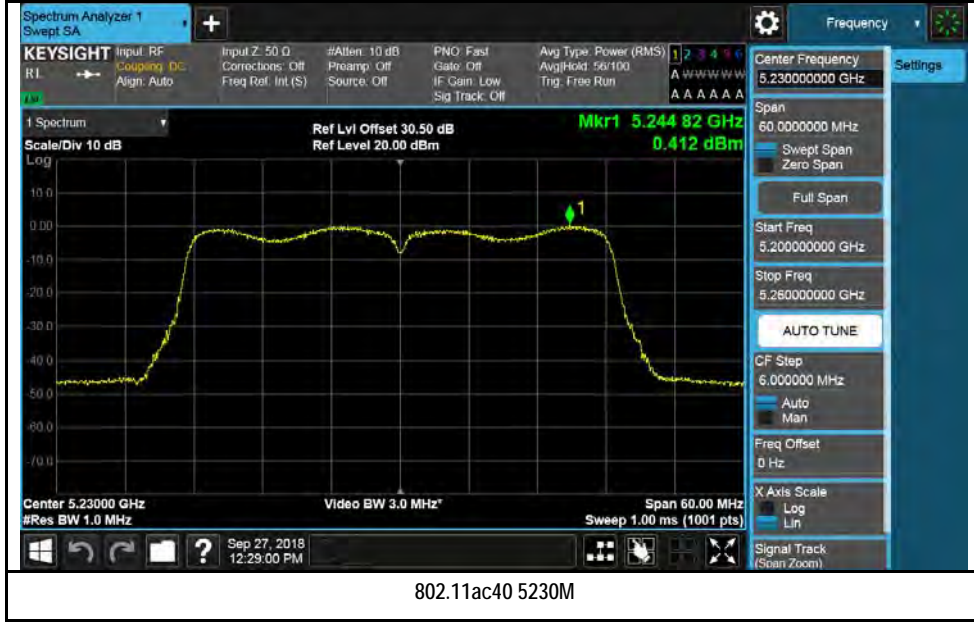 Spectrum Analyzer 1
Swept SA
Frequency
KEYSIGHT
RL
Input: RF
Coupling: DC
Align: Auto
Input Z: 50 Ω
Corrections: Off
Freq Ref: Int (S)
#Atten: 10 dB
Preamp: Off
Source: Off
PNO: Fast
Gate: Off
IF Gain: Low
Sig Track: Off
Avg Type: Power (RMS)
Avg|Hold: 56/100
Trig: Free Run
1 2 3 4 5 6
A W W W W W
A A A A A A
1 Spectrum
Scale/Div 10 dB
Log
Ref Lvl Offset 30.50 dB
Ref Level 20.00 dBm
Mkr1 5.244 82 GHz
0.412 dBm
10.0
0.00
-10.0
-20.0
-30.0
-40.0
-50.0
-60.0
-70.0
1
Center 5.23000 GHz
#Res BW 1.0 MHz
Video BW 3.0 MHz*
Span 60.00 MHz
Sweep 1.00 ms (1001 pts)
Sep 27, 2018
12:29:00 PM
Center Frequency
5.230000000 GHz
Settings
Span
60.0000000 MHz
Swept Span
Zero Span
Full Span
Start Freq
5.200000000 GHz
Stop Freq
5.260000000 GHz
AUTO TUNE
CF Step
6.000000 MHz
Auto
Man
Freq Offset
0 Hz
X Axis Scale
Log
Lin
Signal Track
(Span Zoom)
802.11ac40 5230M